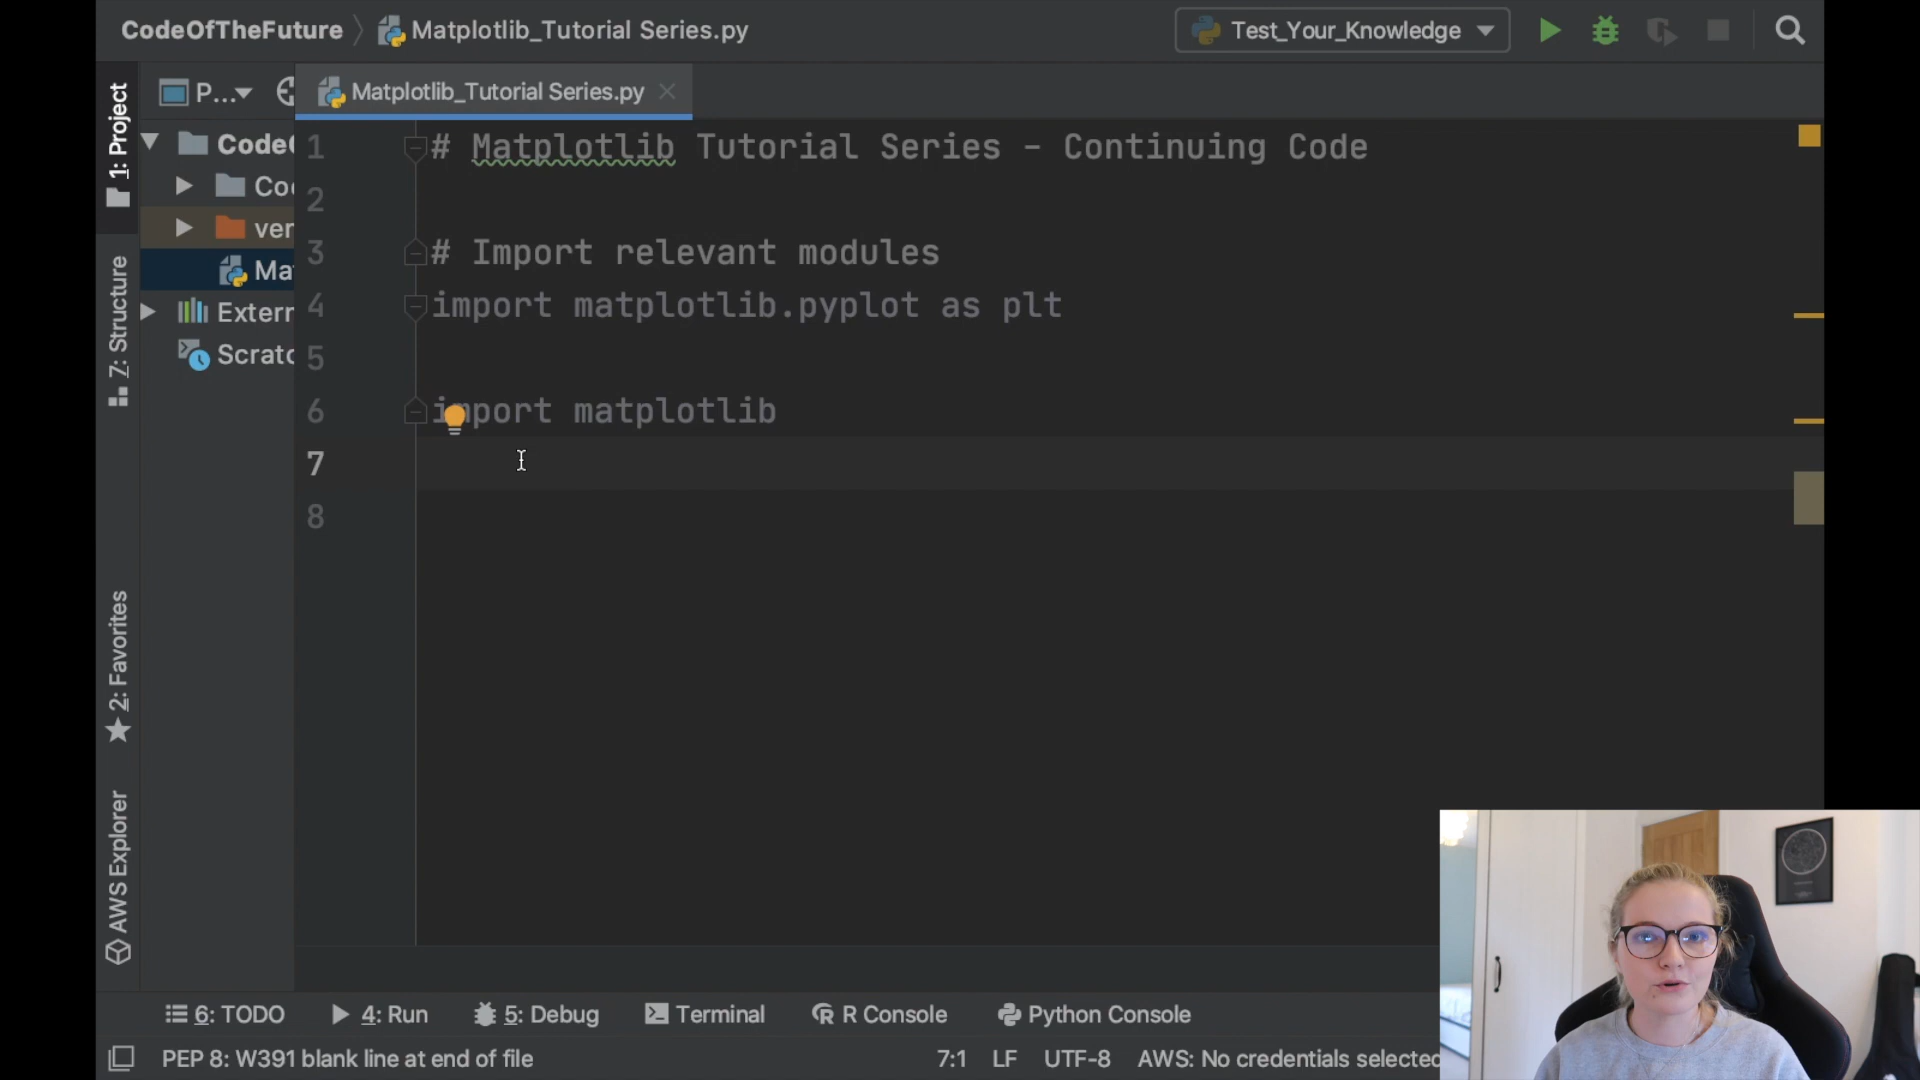 CodeOfTheFuture
Matplotlib_Tutorial Series.py
Test_Your_Knowledge
P...
Matplotlib_Tutorial Series.py
1: Project
7: Structure
2: Favorites
AWS Explorer
Code
Co
ver
Ma
Extern
Scratc
1 # Matplotlib Tutorial Series - Continuing Code
2
3 # Import relevant modules
4 import matplotlib.pyplot as plt
5
6 import matplotlib
7
8
6: TODO
4: Run
5: Debug
Terminal
R Console
Python Console
PEP 8: W391 blank line at end of file
7:1
LF
UTF-8
AWS: No credentials selected